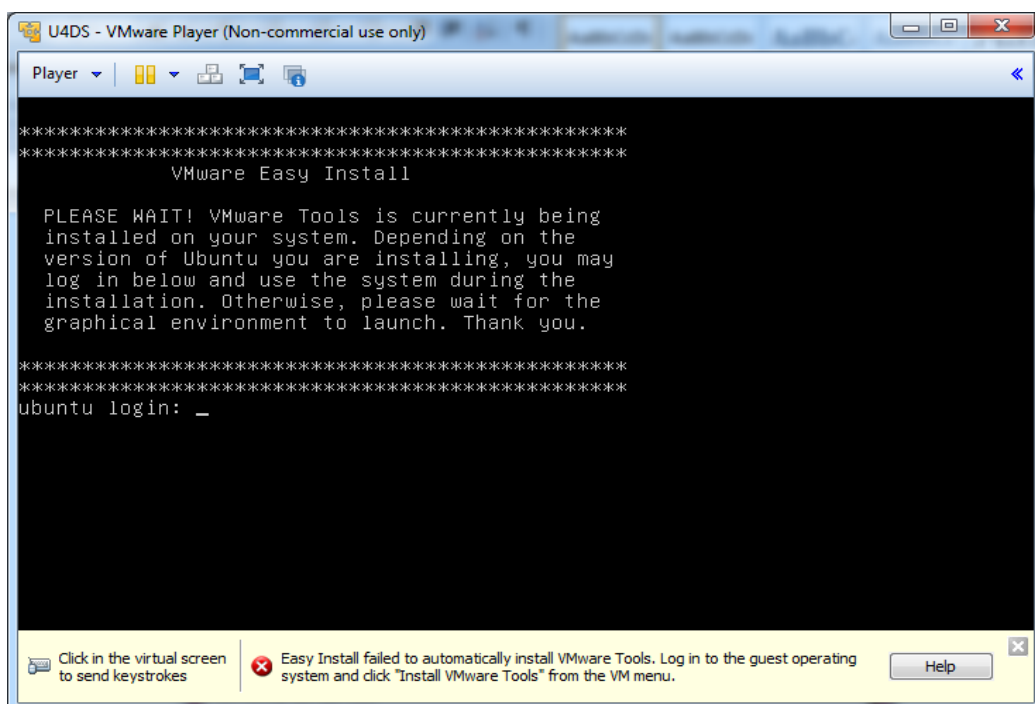 U4DS - VMware Player (Non-commercial use only)
Player
************************************************
************************************************
VMware Easy Install
PLEASE WAIT! VMware Tools is currently being
installed on your system. Depending on the
version of Ubuntu you are installing, you may
log in below and use the system during the
installation. Otherwise, please wait for the
graphical environment to launch. Thank you.
************************************************
************************************************
ubuntu login: _
Click in the virtual screen
to send keystrokes
Easy Install failed to automatically install VMware Tools. Log in to the guest operating
system and click "Install VMware Tools" from the VM menu.
Help